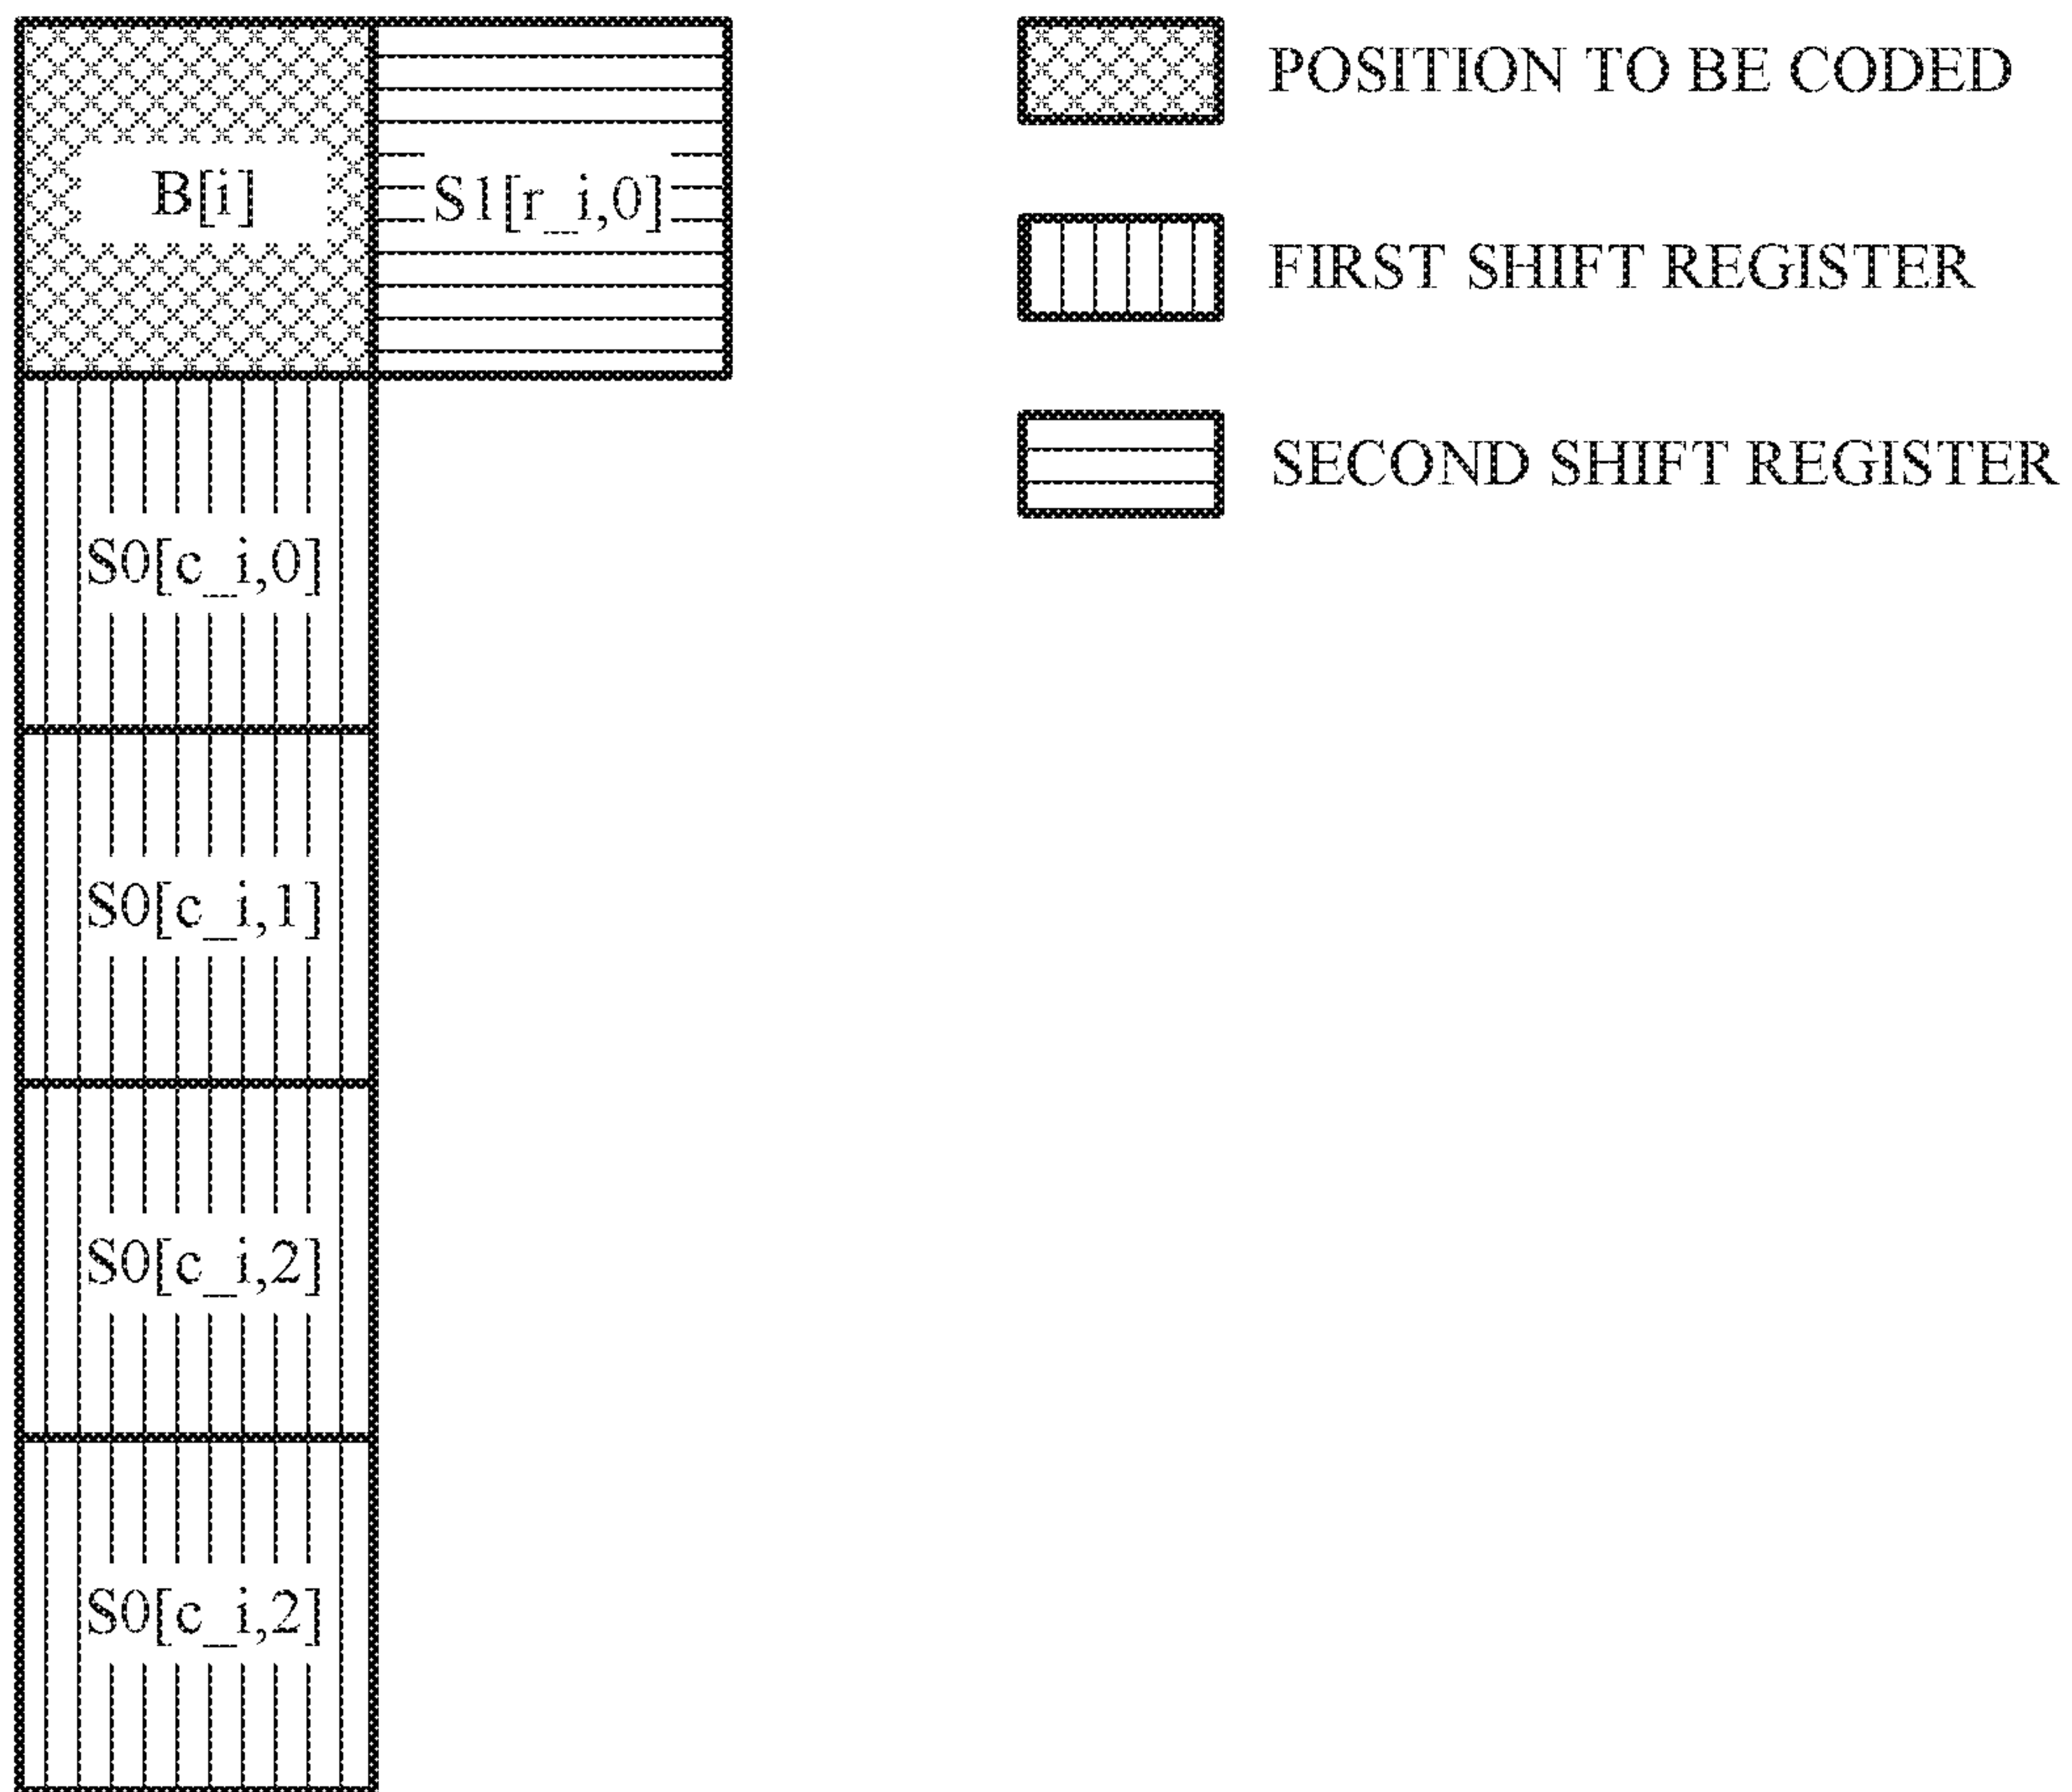 B[i]
S1[r_i,0]
S0[c_i,0]
S0[c_i,1]
S0[c_i,2]
S0[c_i,2]
POSITION TO BE CODED
FIRST SHIFT REGISTER
SECOND SHIFT REGISTER